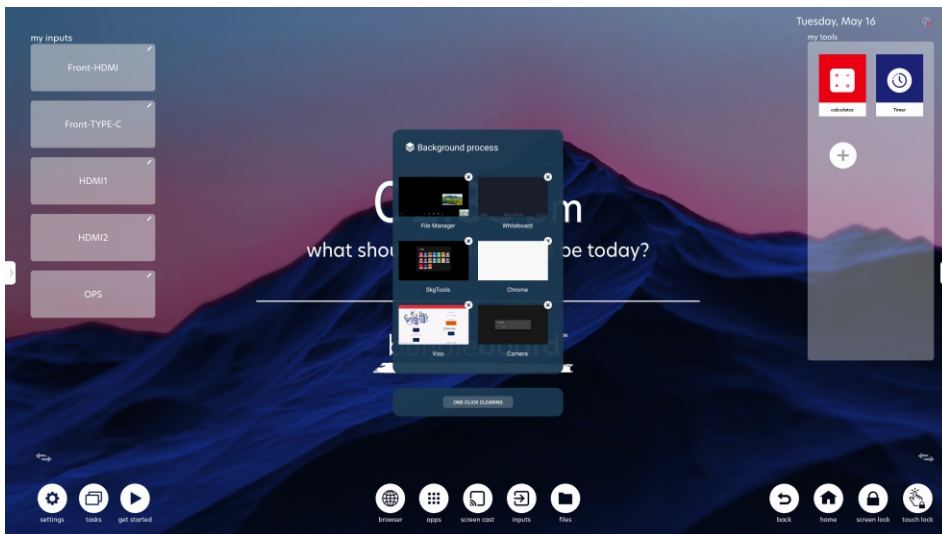 Tuesday, May 16
my inputs
my tools
Front-HDMI
calculator
Timer
Front-TYPE-C
Background process
HDMI1
File Manager
Whiteboard
HDMI2
what shou
be today?
OPS
SkgTools
Chrome
Viso
Camera
ONE CLICK CLEARING
settings
tasks
get started
browser
apps
screen cast
inputs
files
back
home
screen lock
touch lock